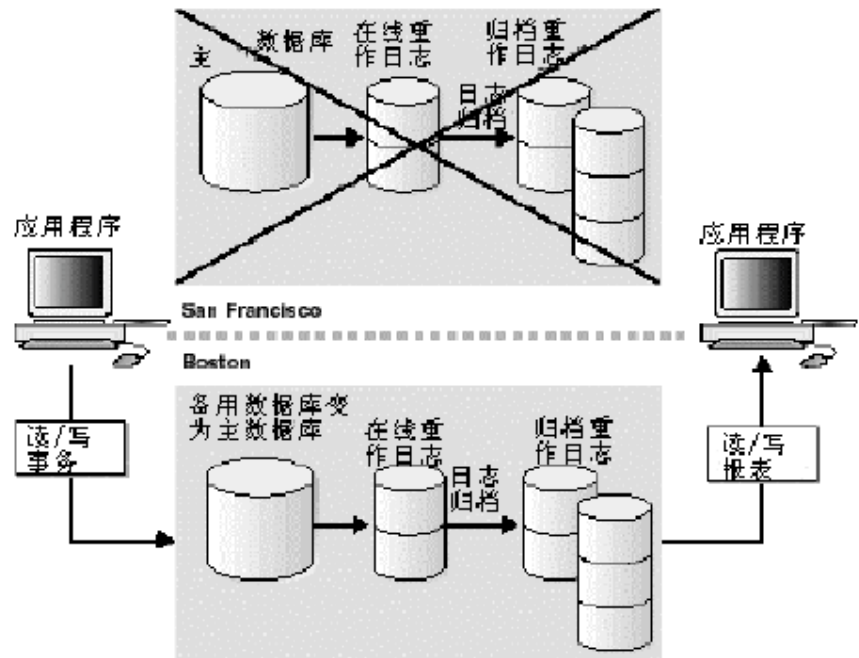 主 数据库
在线重
作日志
归档重
作日志
日志
归档
应用程序
应用程序
San Francisco
Boston
读/写
事务
备用数据库变
为主数据库
在线重
作日志
日志
归档
归档重
作日志
读/写
报表